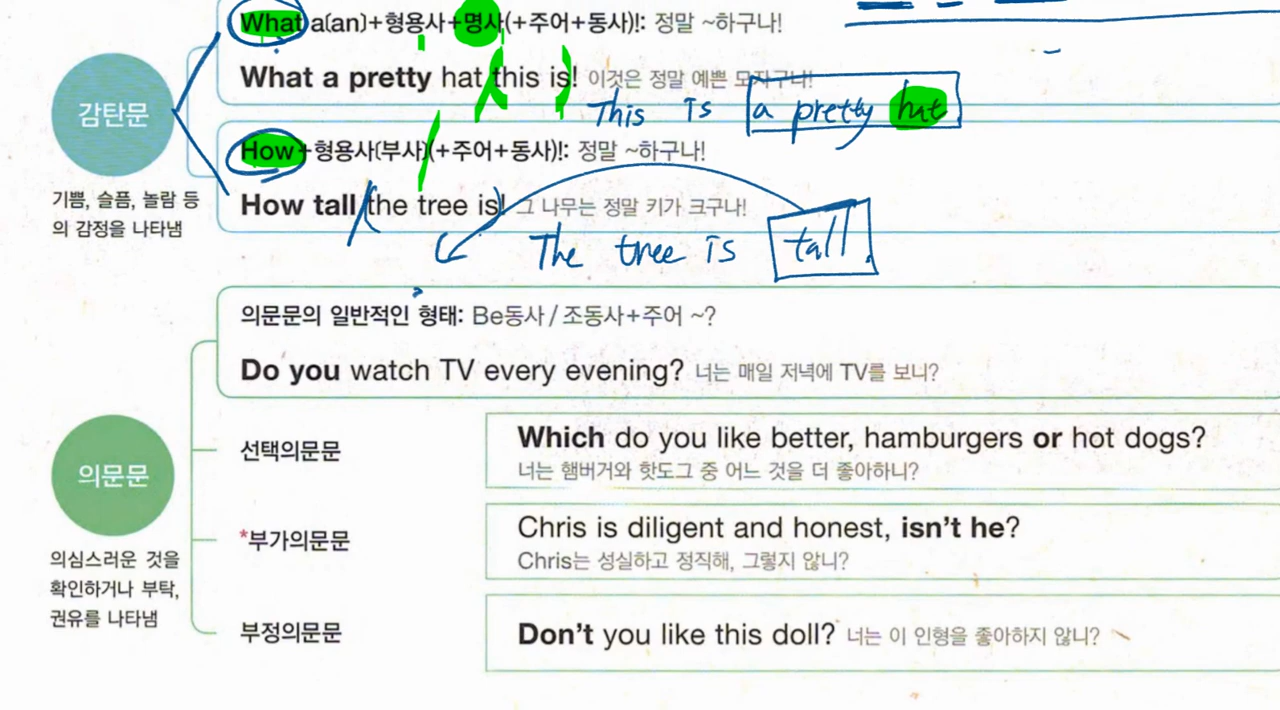 What a(an)+형용사+명사(+주어+동사)!: 정말 ~하구나!
What a pretty hat this is! 이것은 정말 예쁜 모자구나!
This is a pretty hat
감탄문
기쁨, 슬픔, 놀람 등
의 감정을 나타냄
How+형용사(부사)(+주어+동사)!: 정말 ~하구나!
How tall the tree is! 그 나무는 정말 키가 크구나!
The tree is tall.
의문문의 일반적인 형태: Be동사 / 조동사+주어 ~?
Do you watch TV every evening? 너는 매일 저녁에 TV를 보니?
의문문
의심스러운 것을
확인하거나 부탁,
권유를 나타냄
선택의문문
Which do you like better, hamburgers or hot dogs?
너는 햄버거와 핫도그 중 어느 것을 더 좋아하니?
*부가의문문
Chris is diligent and honest, isn't he?
Chris는 성실하고 정직해, 그렇지 않니?
부정의문문
Don't you like this doll? 너는 이 인형을 좋아하지 않니?